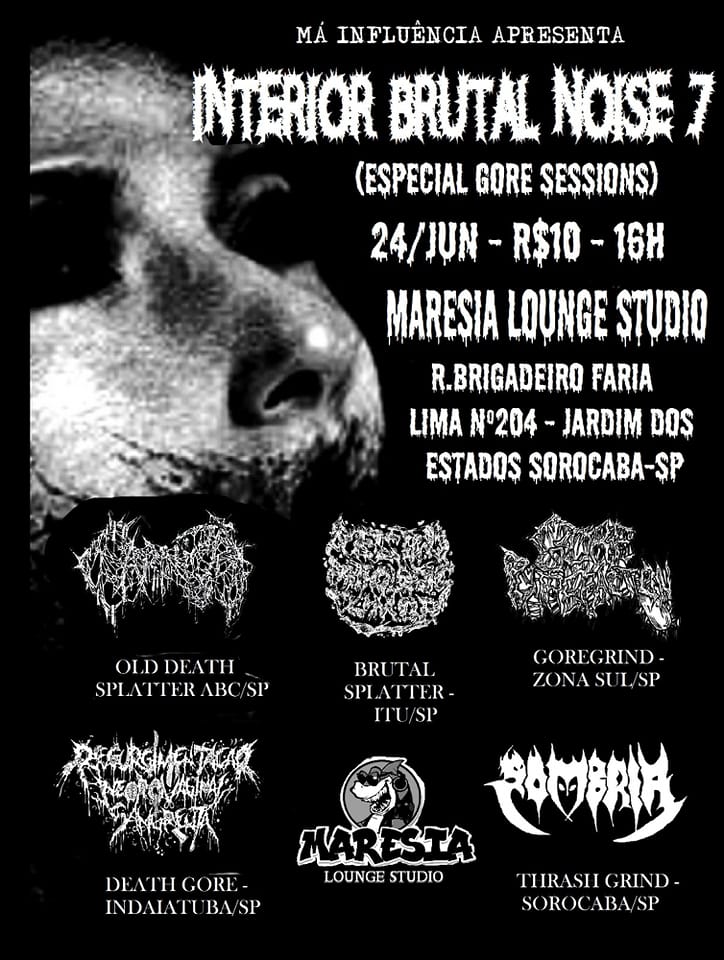 MÁ INFLUÊNCIA APRESENTA
INTERIOR BRUTAL NOISE 7
(ESPECIAL GORE SESSIONS)
24/JUN - R$10 - 16H
MARESIA LOUNGE STUDIO
R.BRIGADEIRO FARIA
LIMA Nº204 - JARDIM DOS
ESTADOS SOROCABA-SP
OLD DEATH
SPLATTER ABC/SP
BRUTAL
SPLATTER -
ITU/SP
GOREGRIND -
ZONA SUL/SP
REGURGIMENTAÇÃO
NECROVAGINAL
SANGRENTA
DEATH GORE -
INDAIATUBA/SP
MARESIA
LOUNGE STUDIO
SOMBRIA
THRASH GRIND -
SOROCABA/SP